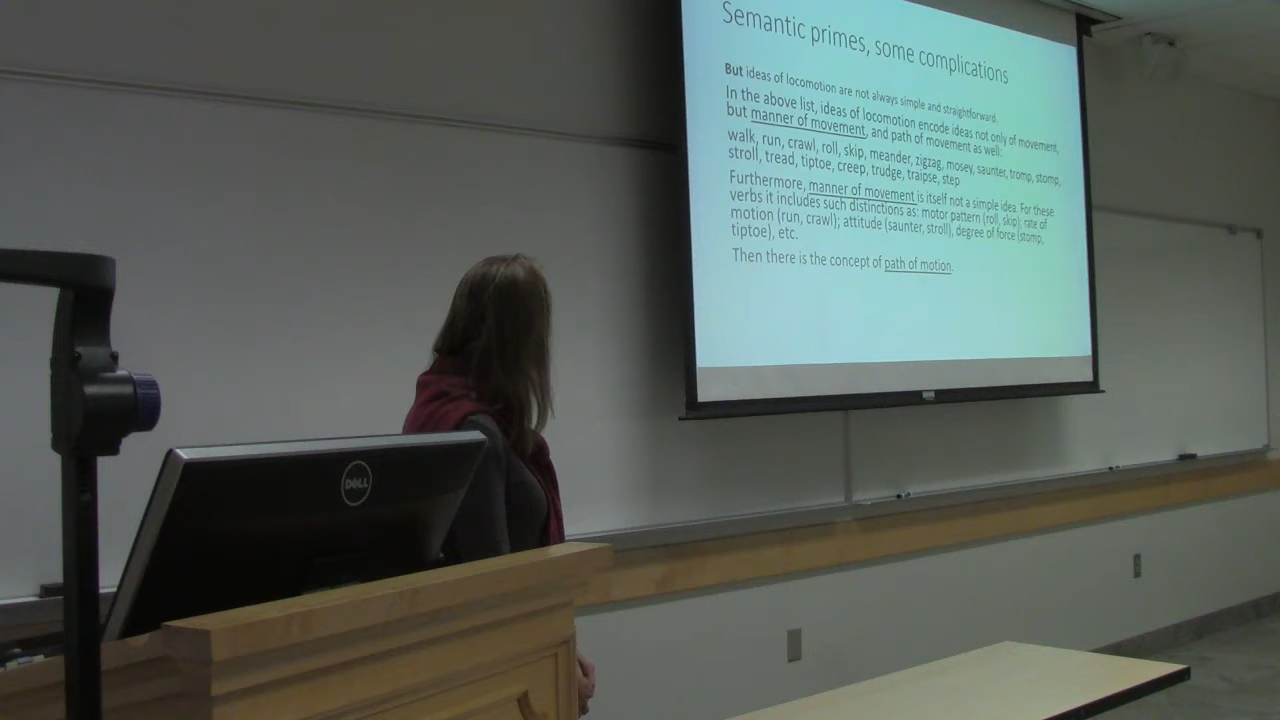 Semantic primes, some complications
But ideas of locomotion are not always simple and straightforward.
In the above list, ideas of locomotion encode ideas not only of movement,
but manner of movement, and path of movement as well:
walk, run, crawl, roll, skip, meander, zigzag, mosey, saunter, tromp, stomp,
stroll, tread, tiptoe, creep, trudge, traipse, step
Furthermore, manner of movement is itself not a simple idea. For these
verbs it includes such distinctions as: motor pattern (roll, skip); rate of
motion (run, crawl); attitude (saunter, stroll), degree of force (stomp,
tiptoe), etc.
Then there is the concept of path of motion.
DELL